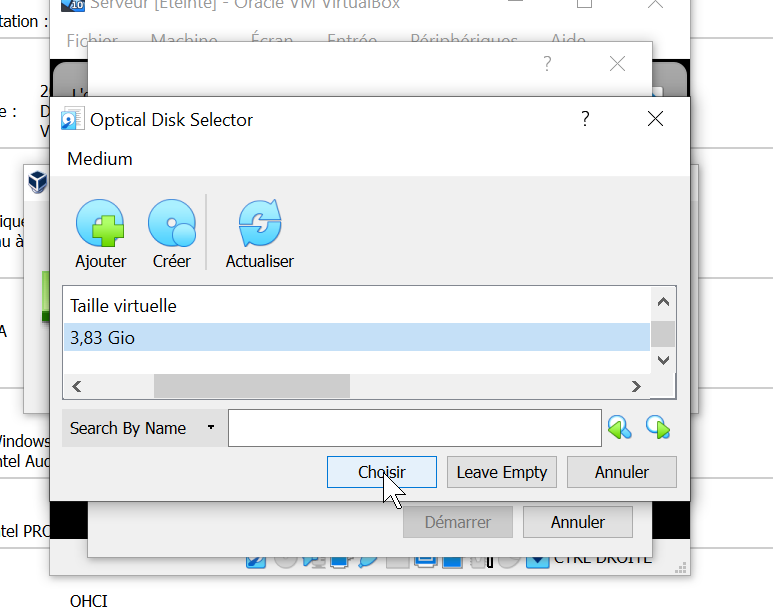 Serveur [Éteinte] - Oracle VM VirtualBox
tation :
Fichier Machine Écran Entrée Périphériques Aide
?
L'o
2
e :
D
V
Optical Disk Selector ?
Medium
Ajouter Créer Actualiser
ique
au à
Taille virtuelle
3,83 Gio
A
Search By Name
Windows
ntel Aud
Choisir Leave Empty Annuler
Démarrer Annuler
ntel PRO
CTRL DROITE
OHCI